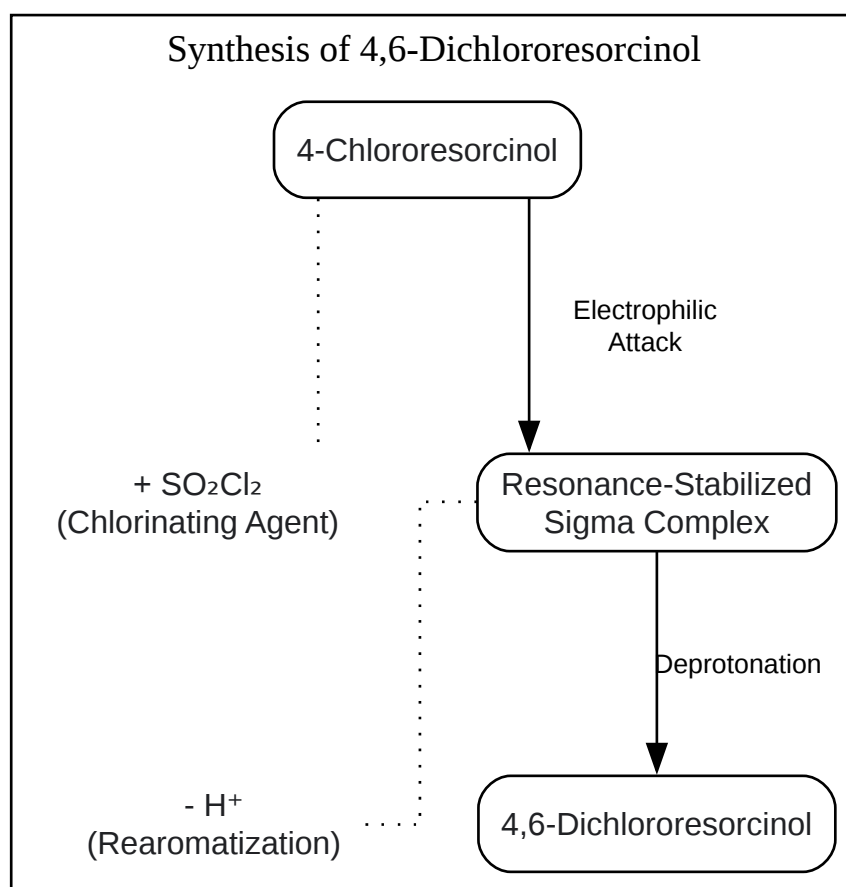 Synthesis of 4,6-Dichlororesorcinol
4-Chlororesorcinol
Electrophilic
Attack
+ SO₂Cl₂
(Chlorinating Agent)
Resonance-Stabilized
Sigma Complex
Deprotonation
- H⁺
(Rearomatization)
4,6-Dichlororesorcinol